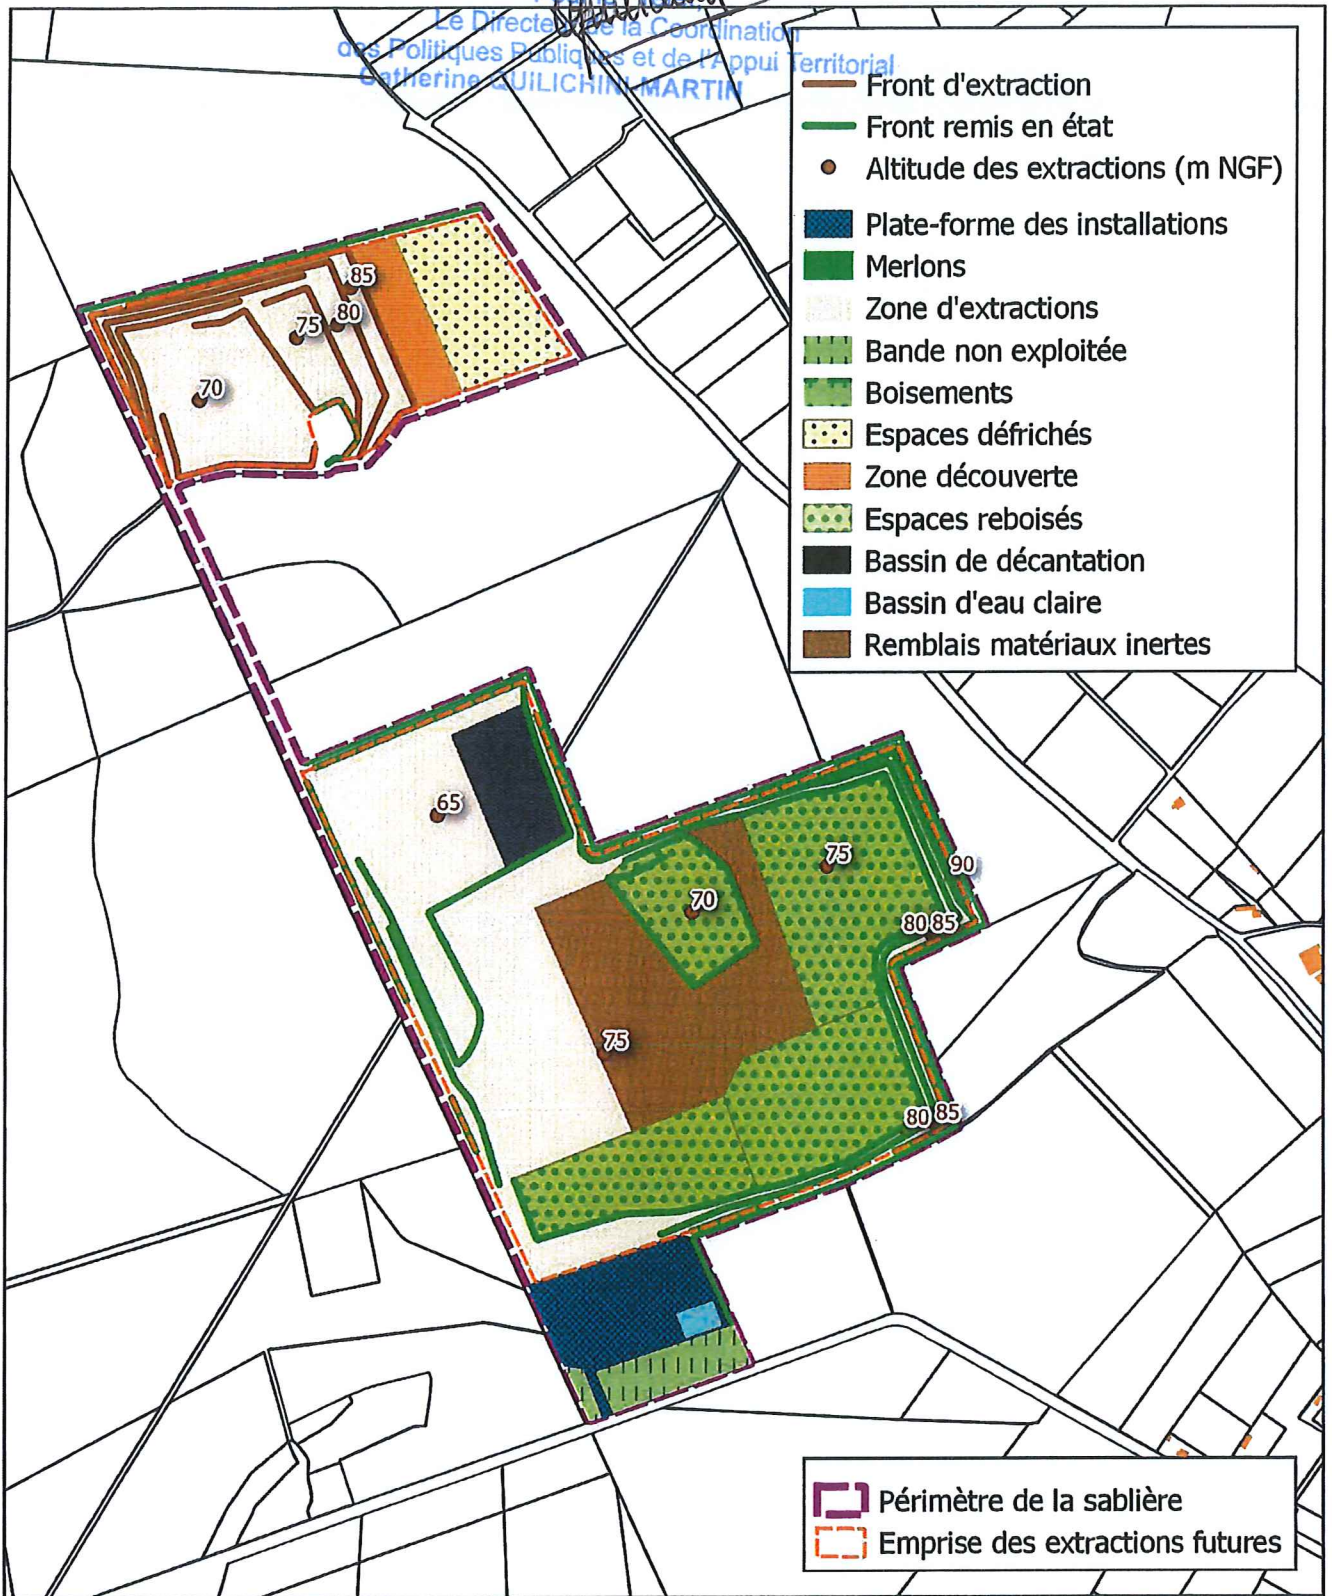 Le Directeur de la Coordination
des Politiques Publiques et de l'Appui Territorial
Catherine QUILICHINI-MARTIN
Front d'extraction
Front remis en état
Altitude des extractions (m NGF)
Plate-forme des installations
Merlons
Zone d'extractions
Bande non exploitée
Boisements
Espaces défrichés
Zone découverte
Espaces reboisés
Bassin de décantation
Bassin d'eau claire
Remblais matériaux inertes
85
80
75
70
65
75
90
70
80 85
75
80 85
Périmètre de la sablière
Emprise des extractions futures